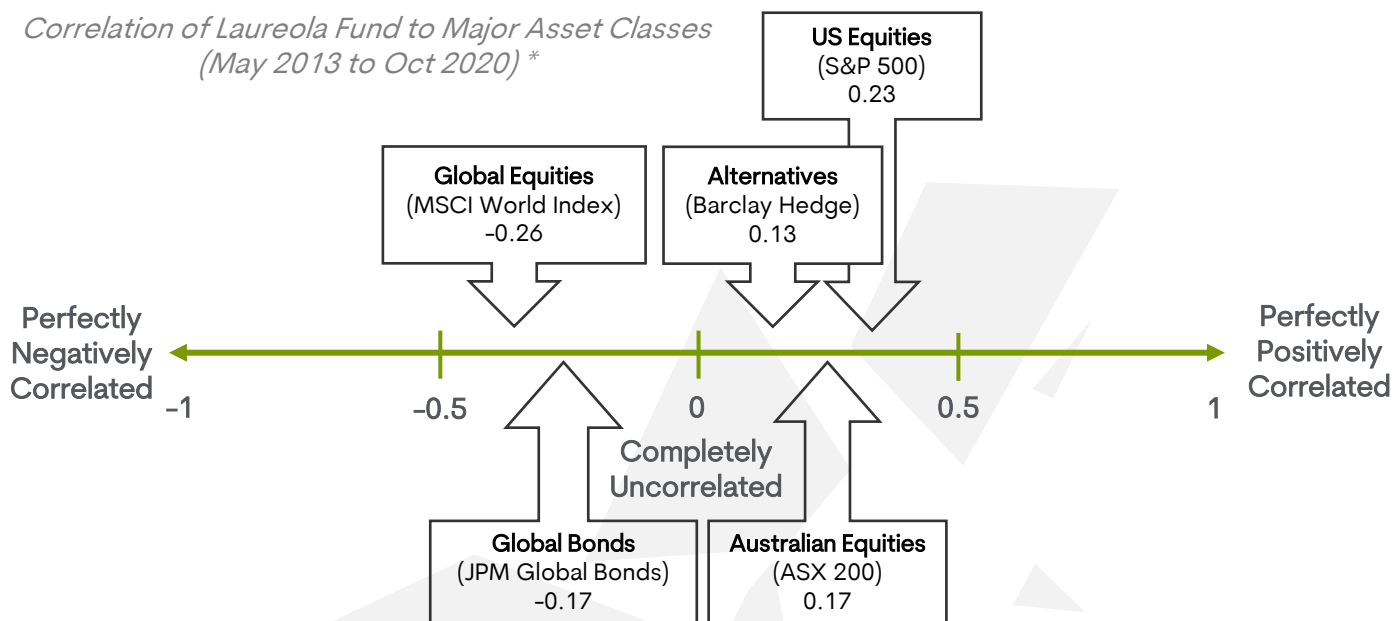 Correlation of Laureola Fund to Major Asset Classes
(May 2013 to Oct 2020) *
US Equities
(S&P 500)
0.23
Global Equities
(MSCI World Index)
-0.26
Alternatives
(Barclay Hedge)
0.13
Perfectly
Negatively
Correlated
Perfectly
Positively
Correlated
-1
-0.5
0
0.5
1
Completely
Uncorrelated
Global Bonds
(JPM Global Bonds)
-0.17
Australian Equities
(ASX 200)
0.17